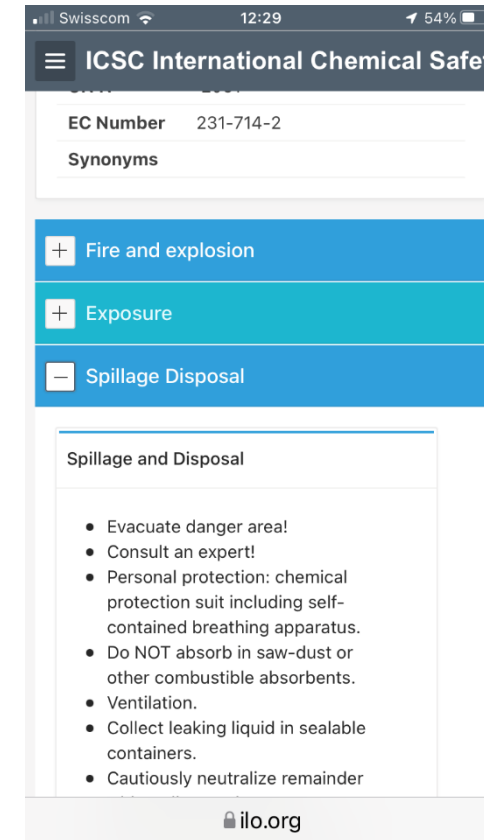 Swisscom 12:29 54%
ICSC International Chemical Safe
EC Number 231-714-2
Synonyms
Fire and explosion
Exposure
Spillage Disposal
Spillage and Disposal
Evacuate danger area!
Consult an expert!
Personal protection: chemical
protection suit including self-
contained breathing apparatus.
Do NOT absorb in saw-dust or
other combustible absorbents.
Ventilation.
Collect leaking liquid in sealable
containers.
Cautiously neutralize remainder
ilo.org